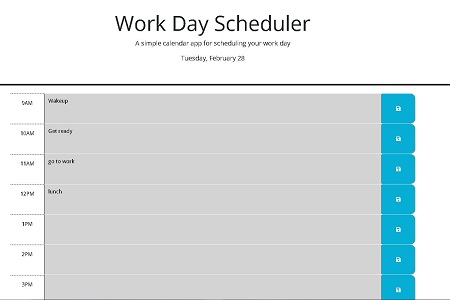 Work Day Scheduler
A simple calendar app for scheduling your work day
Tuesday, February 28
9AM Wakeup
10AM Get ready
11AM go to work
12PM lunch
1PM
2PM
3PM